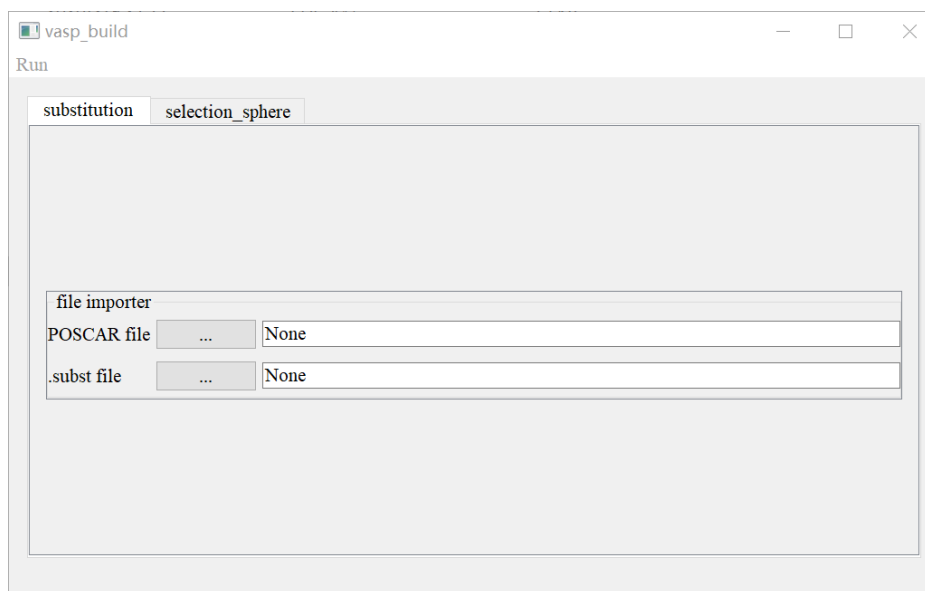 vasp_build
Run
substitution selection_sphere
file importer
POSCAR file ... None
.subst file ... None